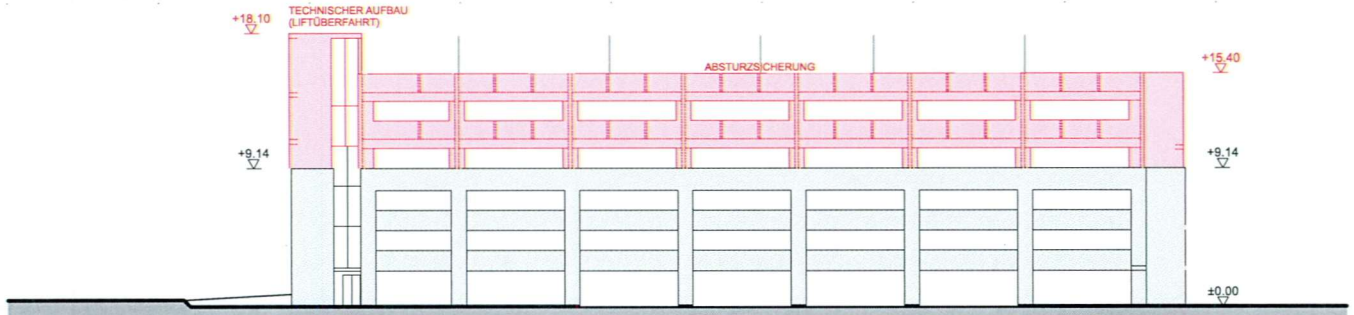 TECHNISCHER AUFBAU
(LIFTÜBERFAHRT)
+18.10
ABSTURZSICHERUNG
+15.40
+9.14
+9.14
±0.00